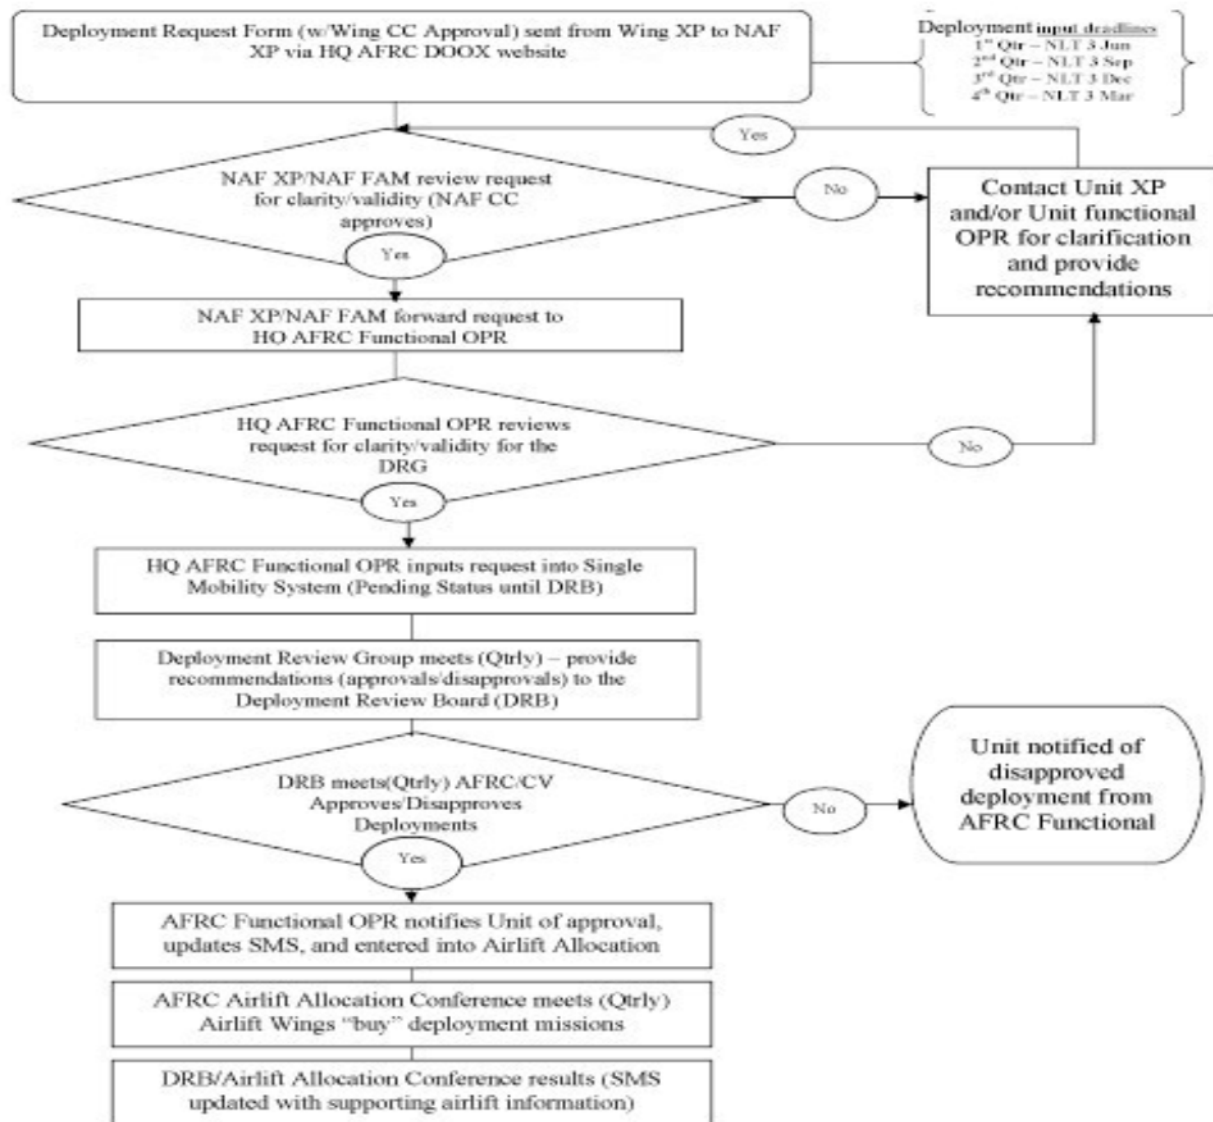 Deployment Request Form (w/Wing CC Approval) sent from Wing XP to NAF
XP via HQ AFRC DOOX website
Deployment input deadlines
1st Qtr – NLT 3 Jun
2nd Qtr – NLT 3 Sep
3rd Qtr – NLT 3 Dec
4th Qtr – NLT 3 Mar
Yes
NAF XP/NAF FAM review request
for clarity/validity (NAF CC
approves)
No
Yes
Contact Unit XP
and/or Unit functional
OPR for clarification
and provide
recommendations
NAF XP/NAF FAM forward request to
HQ AFRC Functional OPR
HQ AFRC Functional OPR reviews
request for clarity/validity for the
DRG
No
Yes
HQ AFRC Functional OPR inputs request into Single
Mobility System (Pending Status until DRB)
Deployment Review Group meets (Qtrly) – provide
recommendations (approvals/disapprovals) to the
Deployment Review Board (DRB)
DRB meets(Qtrly) AFRC/CV
Approves/Disapproves
Deployments
No
Yes
Unit notified of
disapproved
deployment from
AFRC Functional
AFRC Functional OPR notifies Unit of approval,
updates SMS, and entered into Airlift Allocation
AFRC Airlift Allocation Conference meets (Qtrly)
Airlift Wings “buy” deployment missions
DRB/Airlift Allocation Conference results (SMS
updated with supporting airlift information)